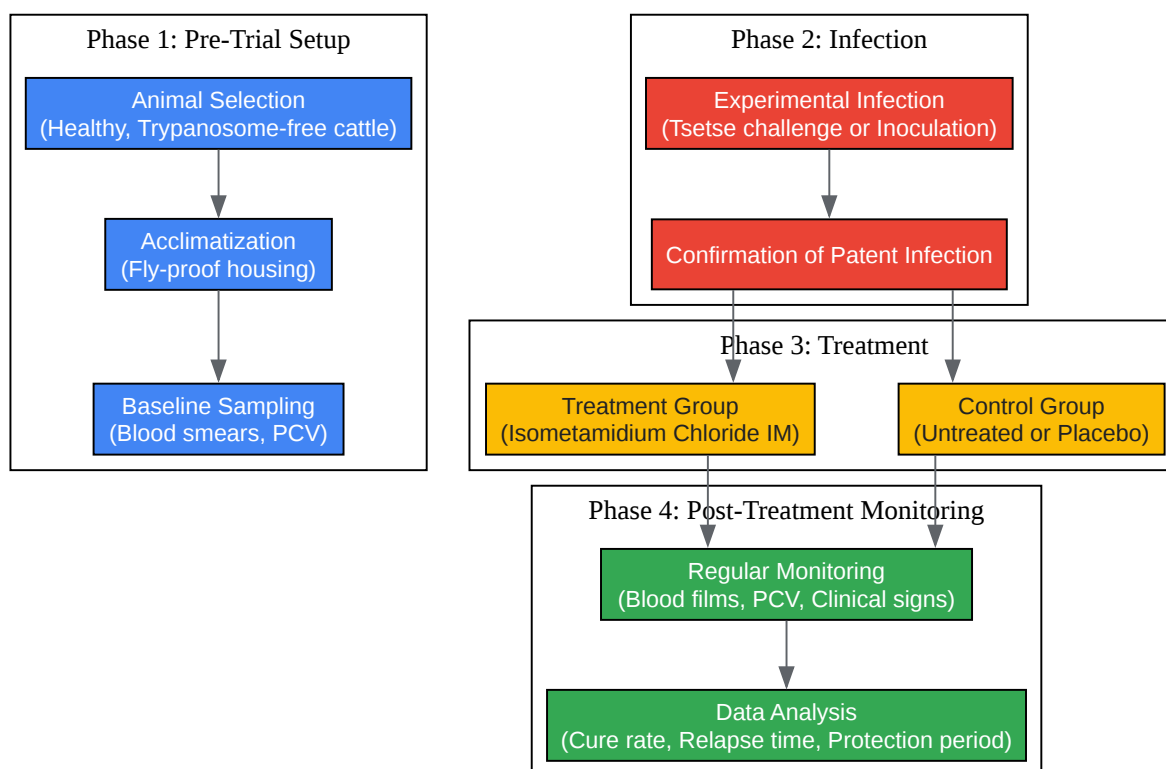 Phase 1: Pre-Trial Setup
Animal Selection
(Healthy, Trypanosome-free cattle)
Acclimatization
(Fly-proof housing)
Baseline Sampling
(Blood smears, PCV)
Phase 2: Infection
Experimental Infection
(Tsetse challenge or Inoculation)
Confirmation of Patent Infection
Phase 3: Treatment
Treatment Group
(Isometamidium Chloride IM)
Control Group
(Untreated or Placebo)
Phase 4: Post-Treatment Monitoring
Regular Monitoring
(Blood films, PCV, Clinical signs)
Data Analysis
(Cure rate, Relapse time, Protection period)